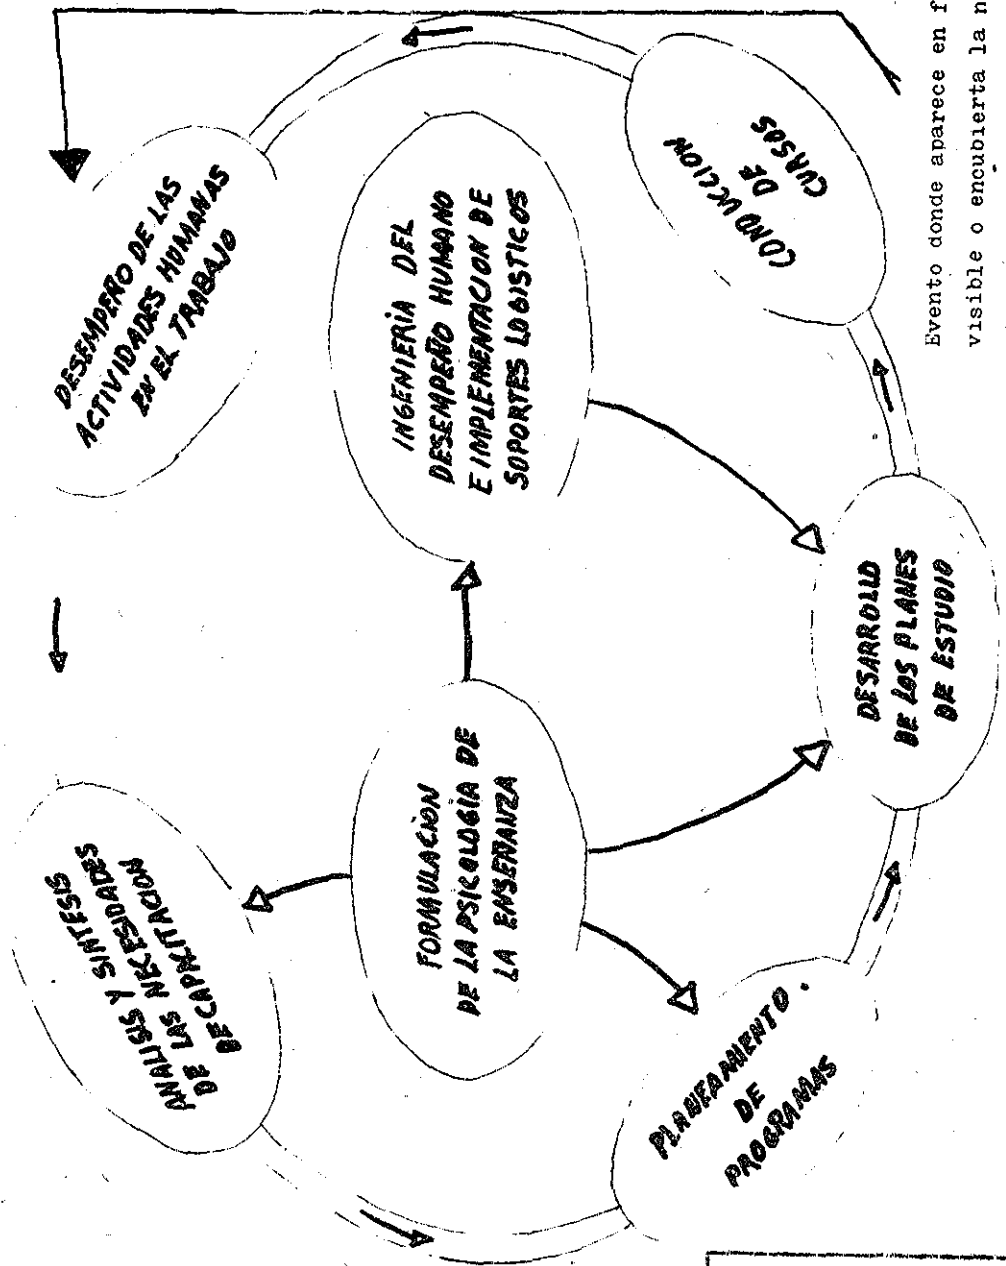 ANALISIS Y SINTESIS
DE LAS NECESIDADES
DE CAPACITACION
DESEMPEÑO DE LAS
ACTIVIDADES HUMANAS
EN EL TRABAJO
FORMULACIÓN
DE LA PSICOLOGIA DE
LA ENSEÑANZA
INGENIERÍA DEL
DESEMPEÑO HUMANO
E IMPLEMENTACION DE
SOPORTES LOGISTICOS
PLANEAMIENTO.
DE
PROGRAMAS
DESARROLLO
DE LOS PLANES
DE ESTUDIO
CONDUCCION
DE
CURSOS
Evento donde aparece en f
visible o encubierta la n